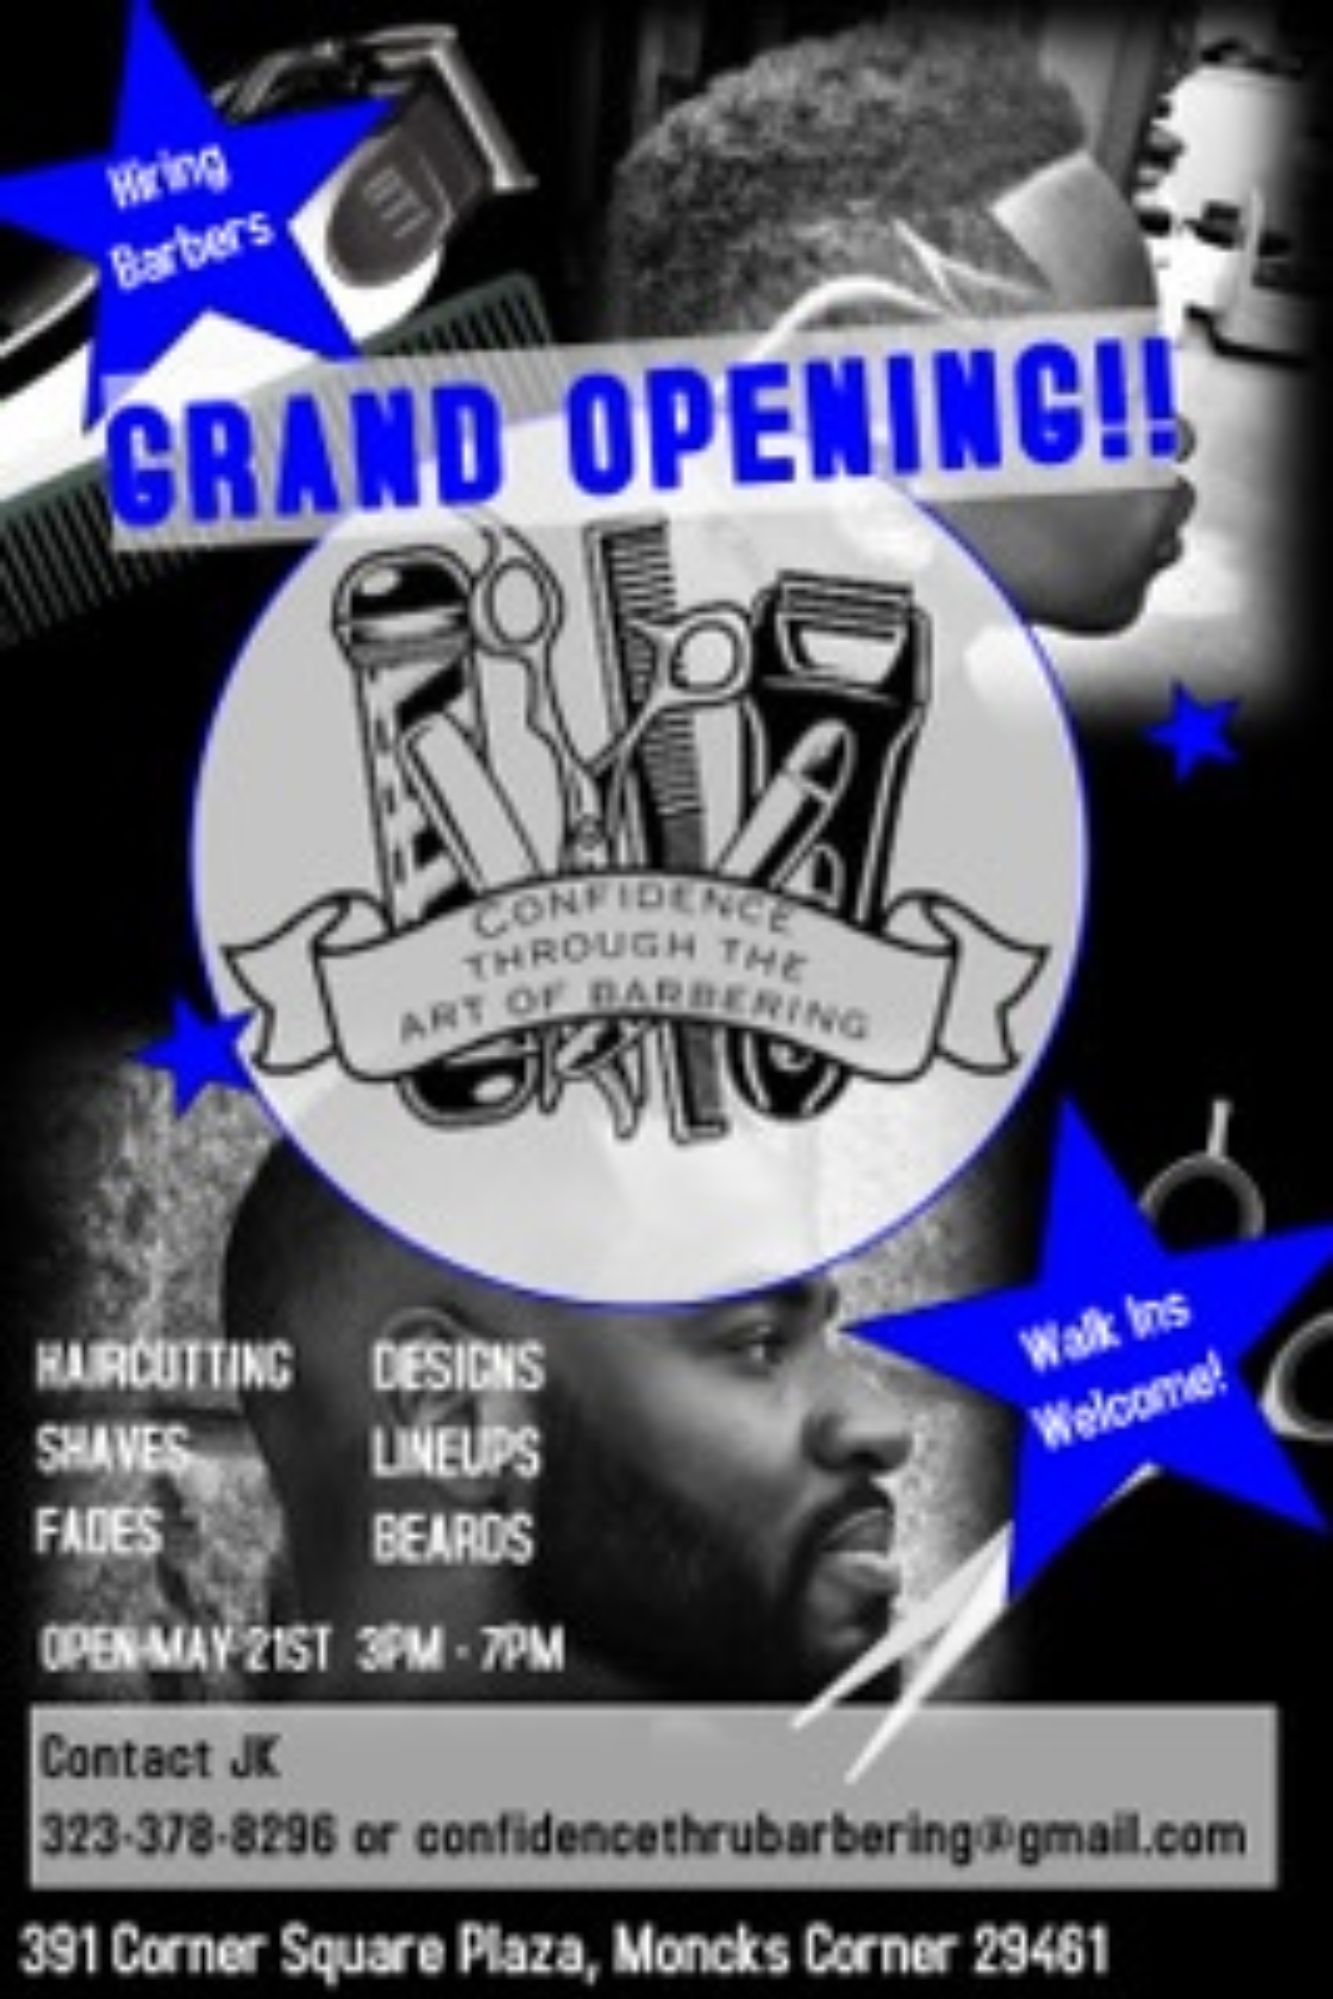 Hiring
Barbers
GRAND OPENING!!
CONFIDENCE
THROUGH THE
ART OF BARBERING
Walk Ins
Welcome!
HAIRCUTTING DESIGNS
SHAVES LINEUPS
FADES BEARDS
OPEN MAY 21ST 3PM - 7PM
Contact JK
323-378-8296 or confidencethrubarbering@gmail.com
391 Corner Square Plaza, Moncks Corner 29461